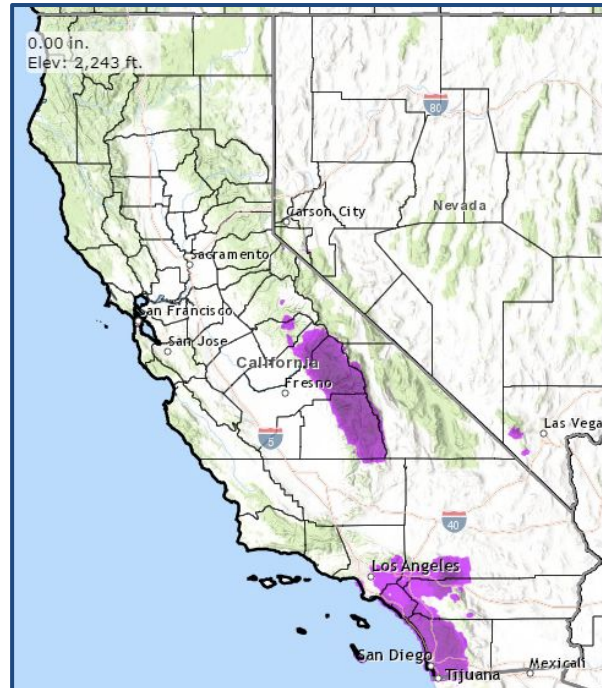 0.00 in.
Elev: 2,243 ft.
80
Nevada
Carson City
Sacramento
San Francisco
San Jose
California
Fresno
5
Las Vega
40
Los Angeles
San Diego
Tijuana
Mexicali